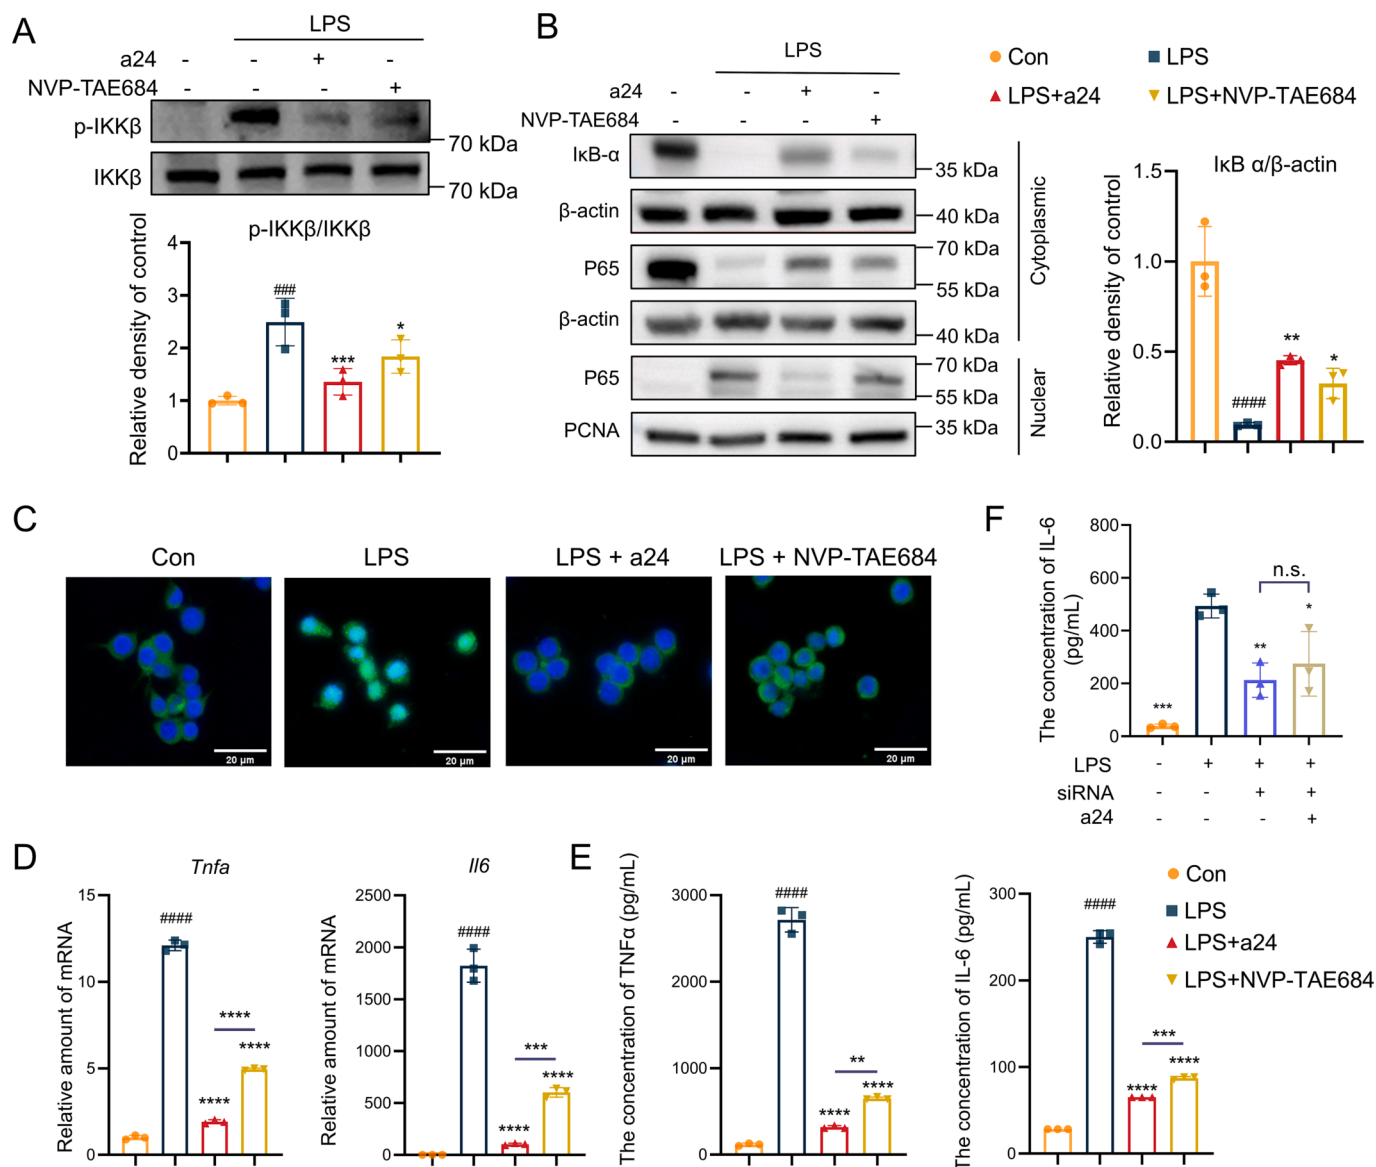 A
LPS
a24 - - + -
NVP-TAE684 - - - +
p-IKKβ
70 kDa
IKKβ
70 kDa
p-IKKβ/IKKβ
Relative density of control
4
3
2
1
0
###
***
*
B
LPS
a24 - - + -
NVP-TAE684 - - - +
IκB-α
35 kDa
β-actin
40 kDa
70 kDa
P65
55 kDa
β-actin
40 kDa
70 kDa
P65
55 kDa
PCNA
35 kDa
Cytoplasmic
Nuclear
Con
LPS
LPS+a24
LPS+NVP-TAE684
IκB α/β-actin
Relative density of control
1.5
1.0
0.5
0.0
####
**
*
C
Con
LPS
LPS + a24
LPS + NVP-TAE684
20 μm
20 μm
20 μm
20 μm
F
The concentration of IL-6
(pg/mL)
800
600
400
200
0
***
**
n.s.
*
LPS - + + +
siRNA - - + +
a24 - - - +
D
Tnfa
Relative amount of mRNA
15
10
5
0
####
****
****
****
Il6
Relative amount of mRNA
2500
2000
1500
1000
500
0
####
***
****
****
E
The concentration of TNFα (pg/mL)
3000
2000
1000
0
####
**
****
****
The concentration of IL-6 (pg/mL)
300
200
100
0
####
***
****
****
Con
LPS
LPS+a24
LPS+NVP-TAE684